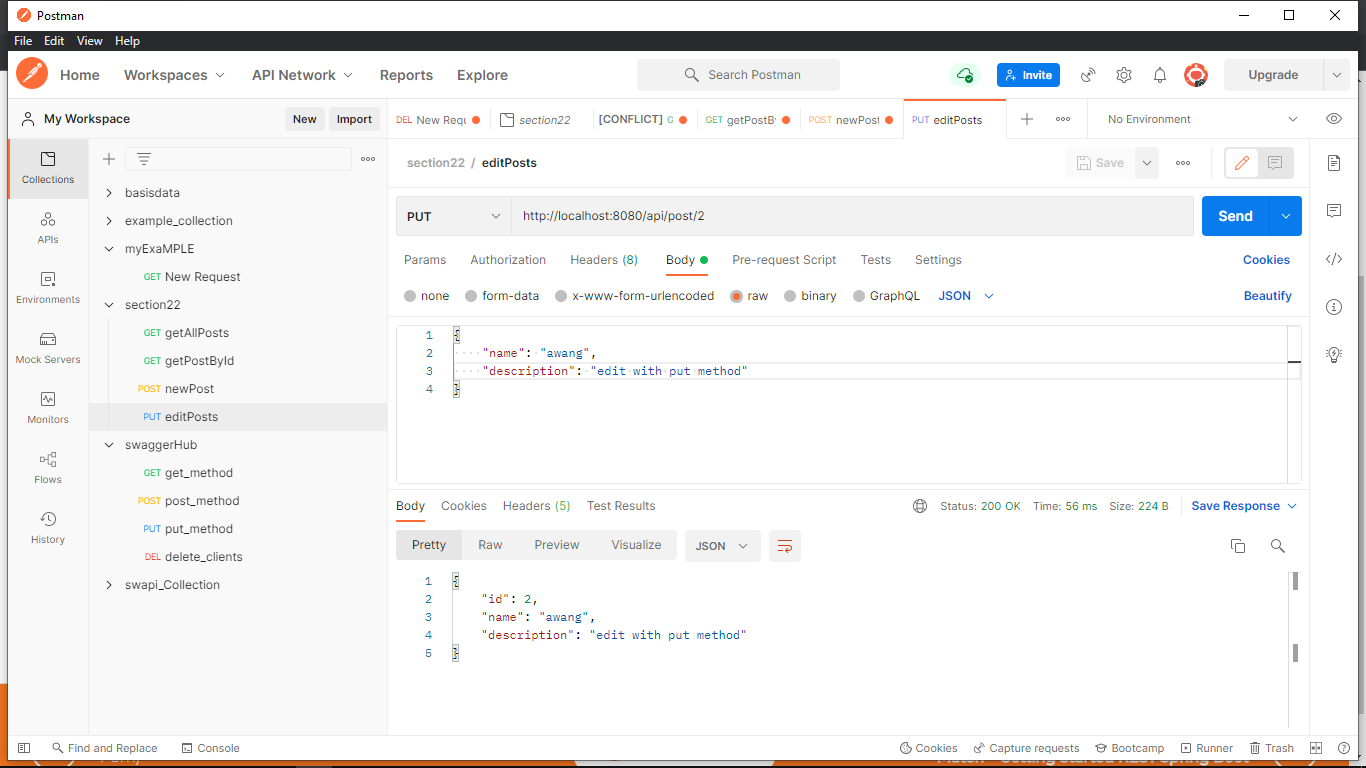 Postman
File Edit View Help
Home Workspaces API Network Reports Explore Search Postman Invite Upgrade
My Workspace New Import
DEL New Requ section22 [CONFLICT] G GET getPostB POST newPost PUT editPosts No Environment
Collections
APIs
Environments
Mock Servers
Monitors
Flows
History
basisdata
example_collection
myExaMPLE
GET New Request
section22
GET getAllPosts
GET getPostById
POST newPost
PUT editPosts
swaggerHub
GET get_method
POST post_method
PUT put_method
DEL delete_clients
swapi_Collection
section22 / editPosts Save
PUT http://localhost:8080/api/post/2 Send
Params Authorization Headers (8) Body Pre-request Script Tests Settings Cookies
none form-data x-www-form-urlencoded raw binary GraphQL JSON Beautify
1 {
2 "name": "awang",
3 "description": "edit with put method"
4 }
Body Cookies Headers (5) Test Results Status: 200 OK Time: 56 ms Size: 224 B Save Response
Pretty Raw Preview Visualize JSON
1 {
2 "id": 2,
3 "name": "awang",
4 "description": "edit with put method"
5 }
Find and Replace Console Cookies Capture requests Bootcamp Runner Trash